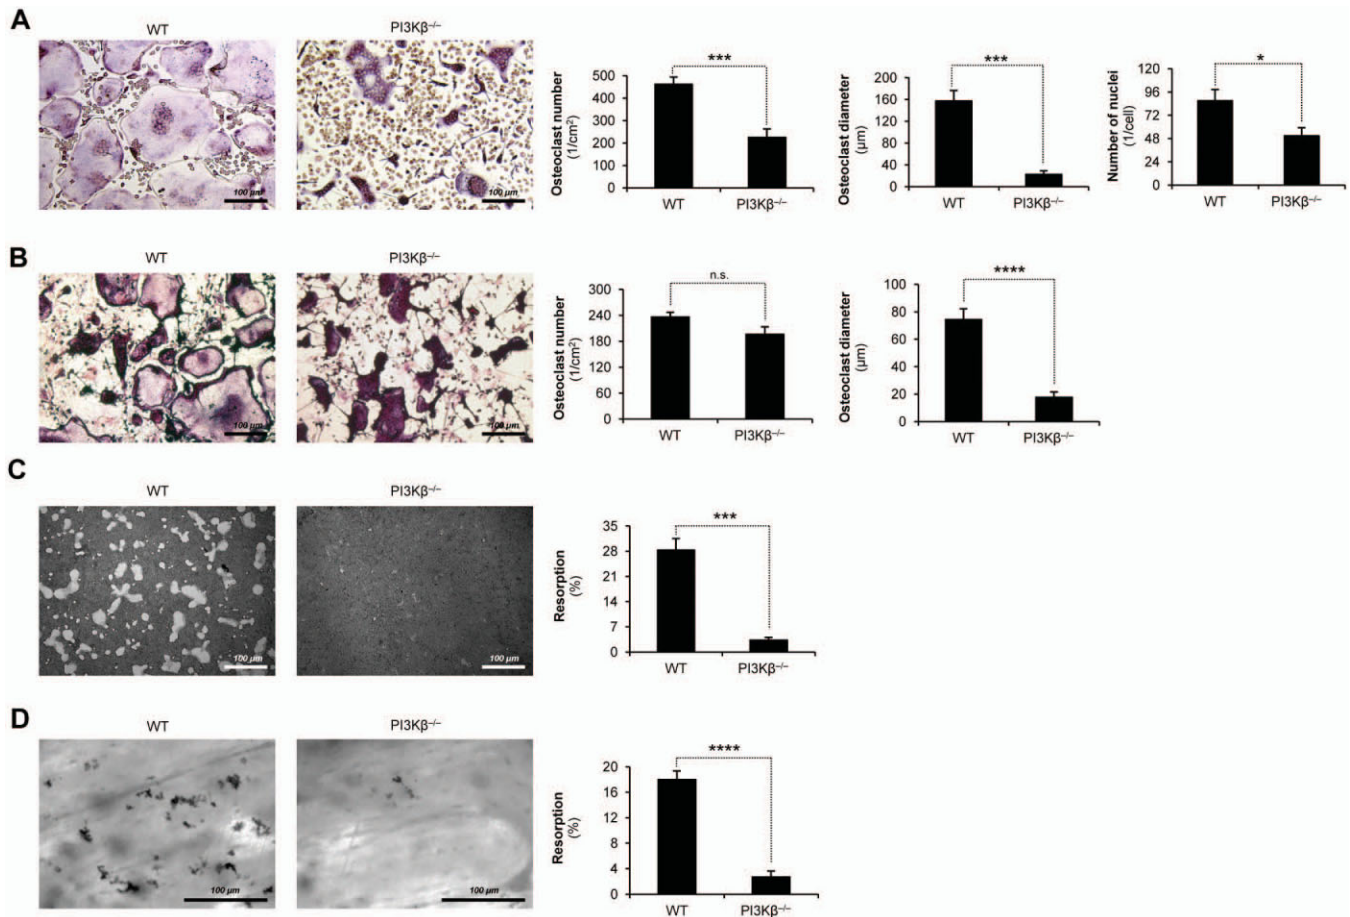 A
WT
PI3Kβ–/–
100 µm
100 µm
Osteoclast number
(1/cm²)
500
400
300
200
100
0
***
WT
PI3Kβ–/–
Osteoclast diameter
(µm)
200
160
120
80
40
0
***
WT
PI3Kβ–/–
Number of nuclei
(1/cell)
120
96
72
48
24
0
*
WT
PI3Kβ–/–
B
WT
PI3Kβ–/–
100 µm
100 µm
Osteoclast number
(1/cm²)
300
240
180
120
60
0
n.s.
WT
PI3Kβ–/–
Osteoclast diameter
(µm)
100
80
60
40
20
0
****
WT
PI3Kβ–/–
C
WT
PI3Kβ–/–
100 µm
100 µm
Resorption
(%)
35
28
21
14
7
0
***
WT
PI3Kβ–/–
D
WT
PI3Kβ–/–
100 µm
100 µm
Resorption
(%)
20
16
12
8
4
0
****
WT
PI3Kβ–/–